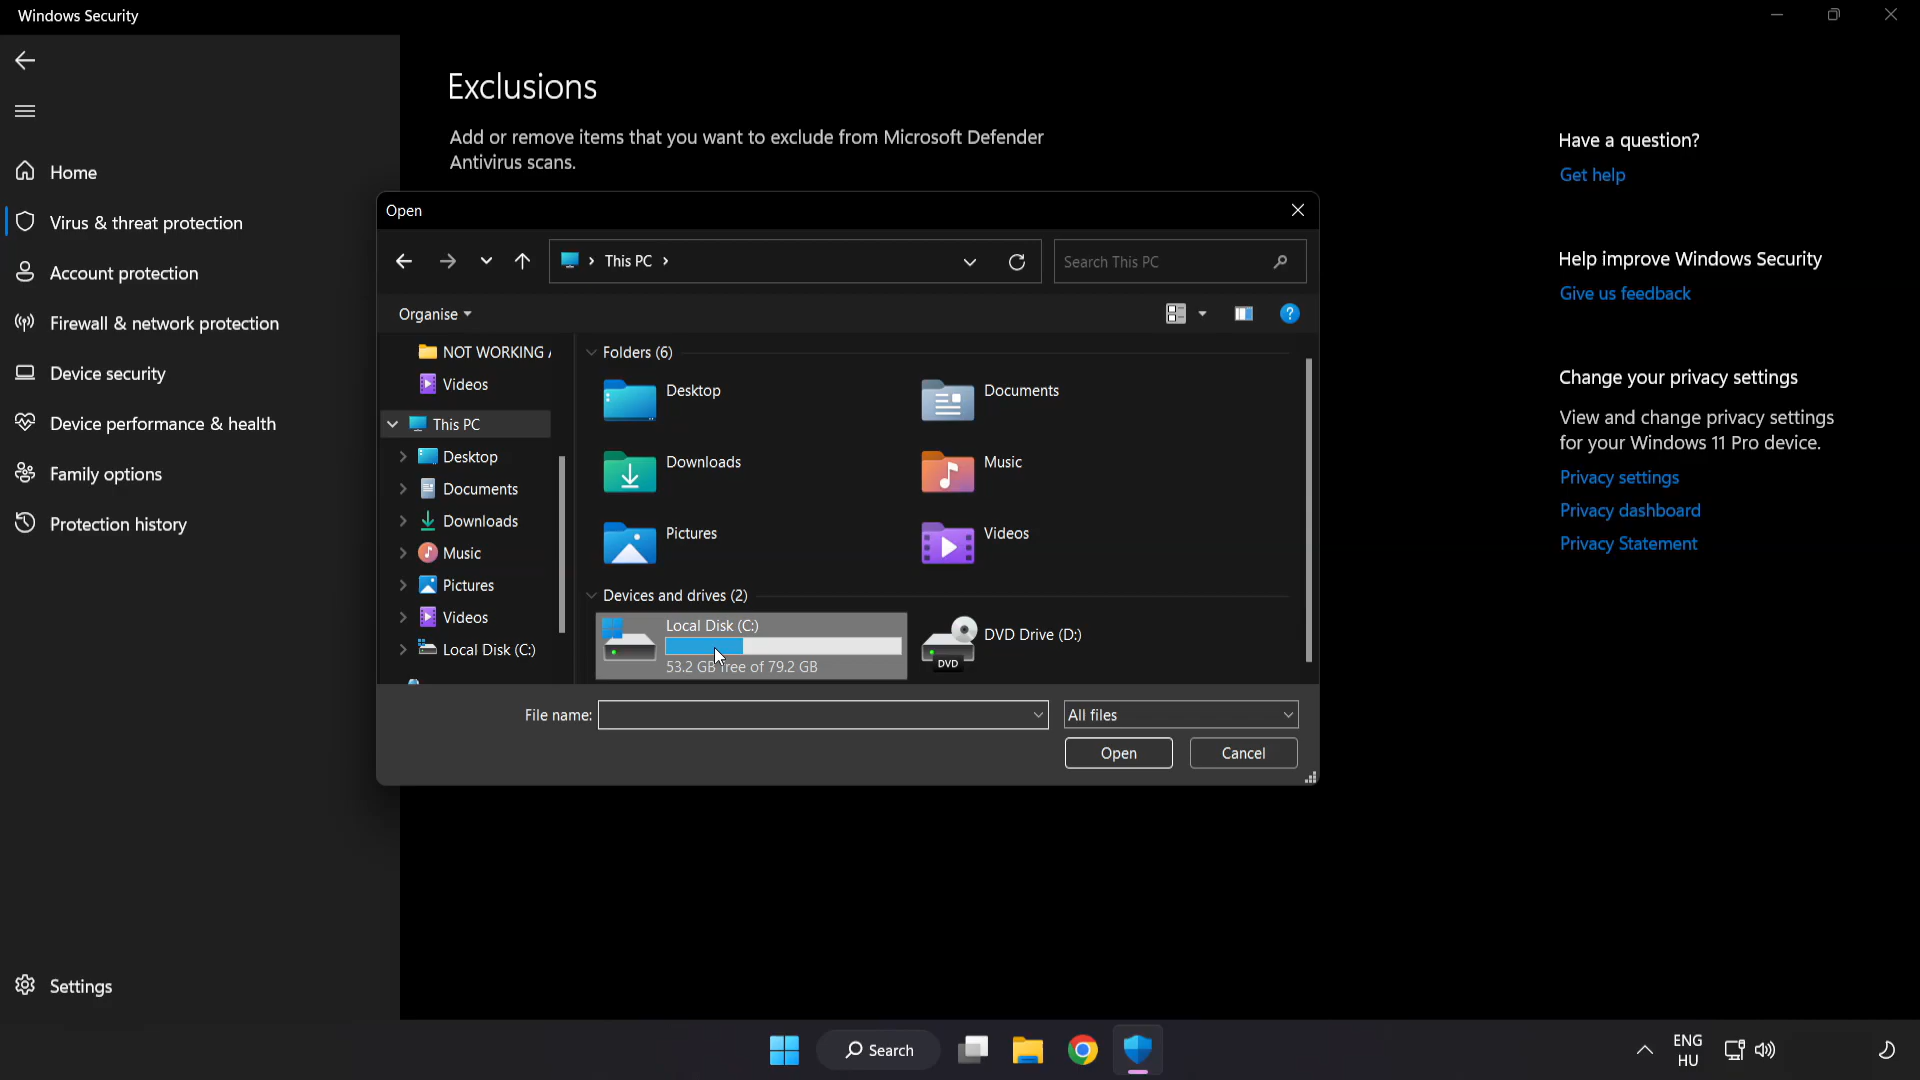 Windows Security
Home
Virus & threat protection
Account protection
Firewall & network protection
Device security
Device performance & health
Family options
Protection history
Settings
Exclusions
Add or remove items that you want to exclude from Microsoft Defender
Antivirus scans.
Open
This PC
Search This PC
Organise
NOT WORKING
Videos
This PC
Desktop
Documents
Downloads
Music
Pictures
Videos
Local Disk (C:)
Folders (6)
Desktop
Documents
Downloads
Music
Pictures
Videos
Devices and drives (2)
Local Disk (C:)
53.2 GB free of 79.2 GB
DVD Drive (D:)
DVD
File name:
All files
Open
Cancel
Have a question?
Get help
Help improve Windows Security
Give us feedback
Change your privacy settings
View and change privacy settings
for your Windows 11 Pro device.
Privacy settings
Privacy dashboard
Privacy Statement
Search
ENG
HU